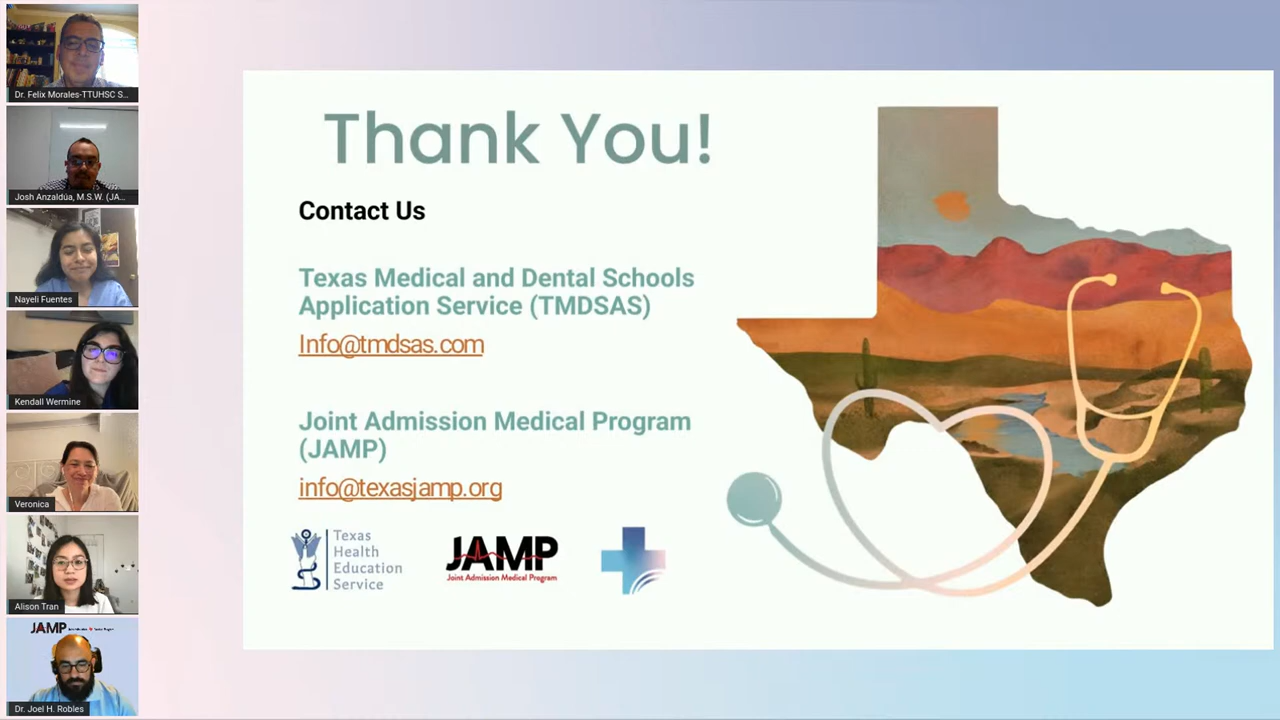 Dr. Felix Morales-TTUHSC S...
Josh Anzaldúa, M.S.W. (JA...
Nayeli Fuentes
Kendall Wermine
Veronica
Alison Tran
JAMP
Dr. Joel H. Robles
Thank You!
Contact Us
Texas Medical and Dental Schools
Application Service (TMDSAS)
Info@tmdsas.com
Joint Admission Medical Program
(JAMP)
info@texasjamp.org
Texas
Health
Education
Service
JAMP
Joint Admission Medical Program